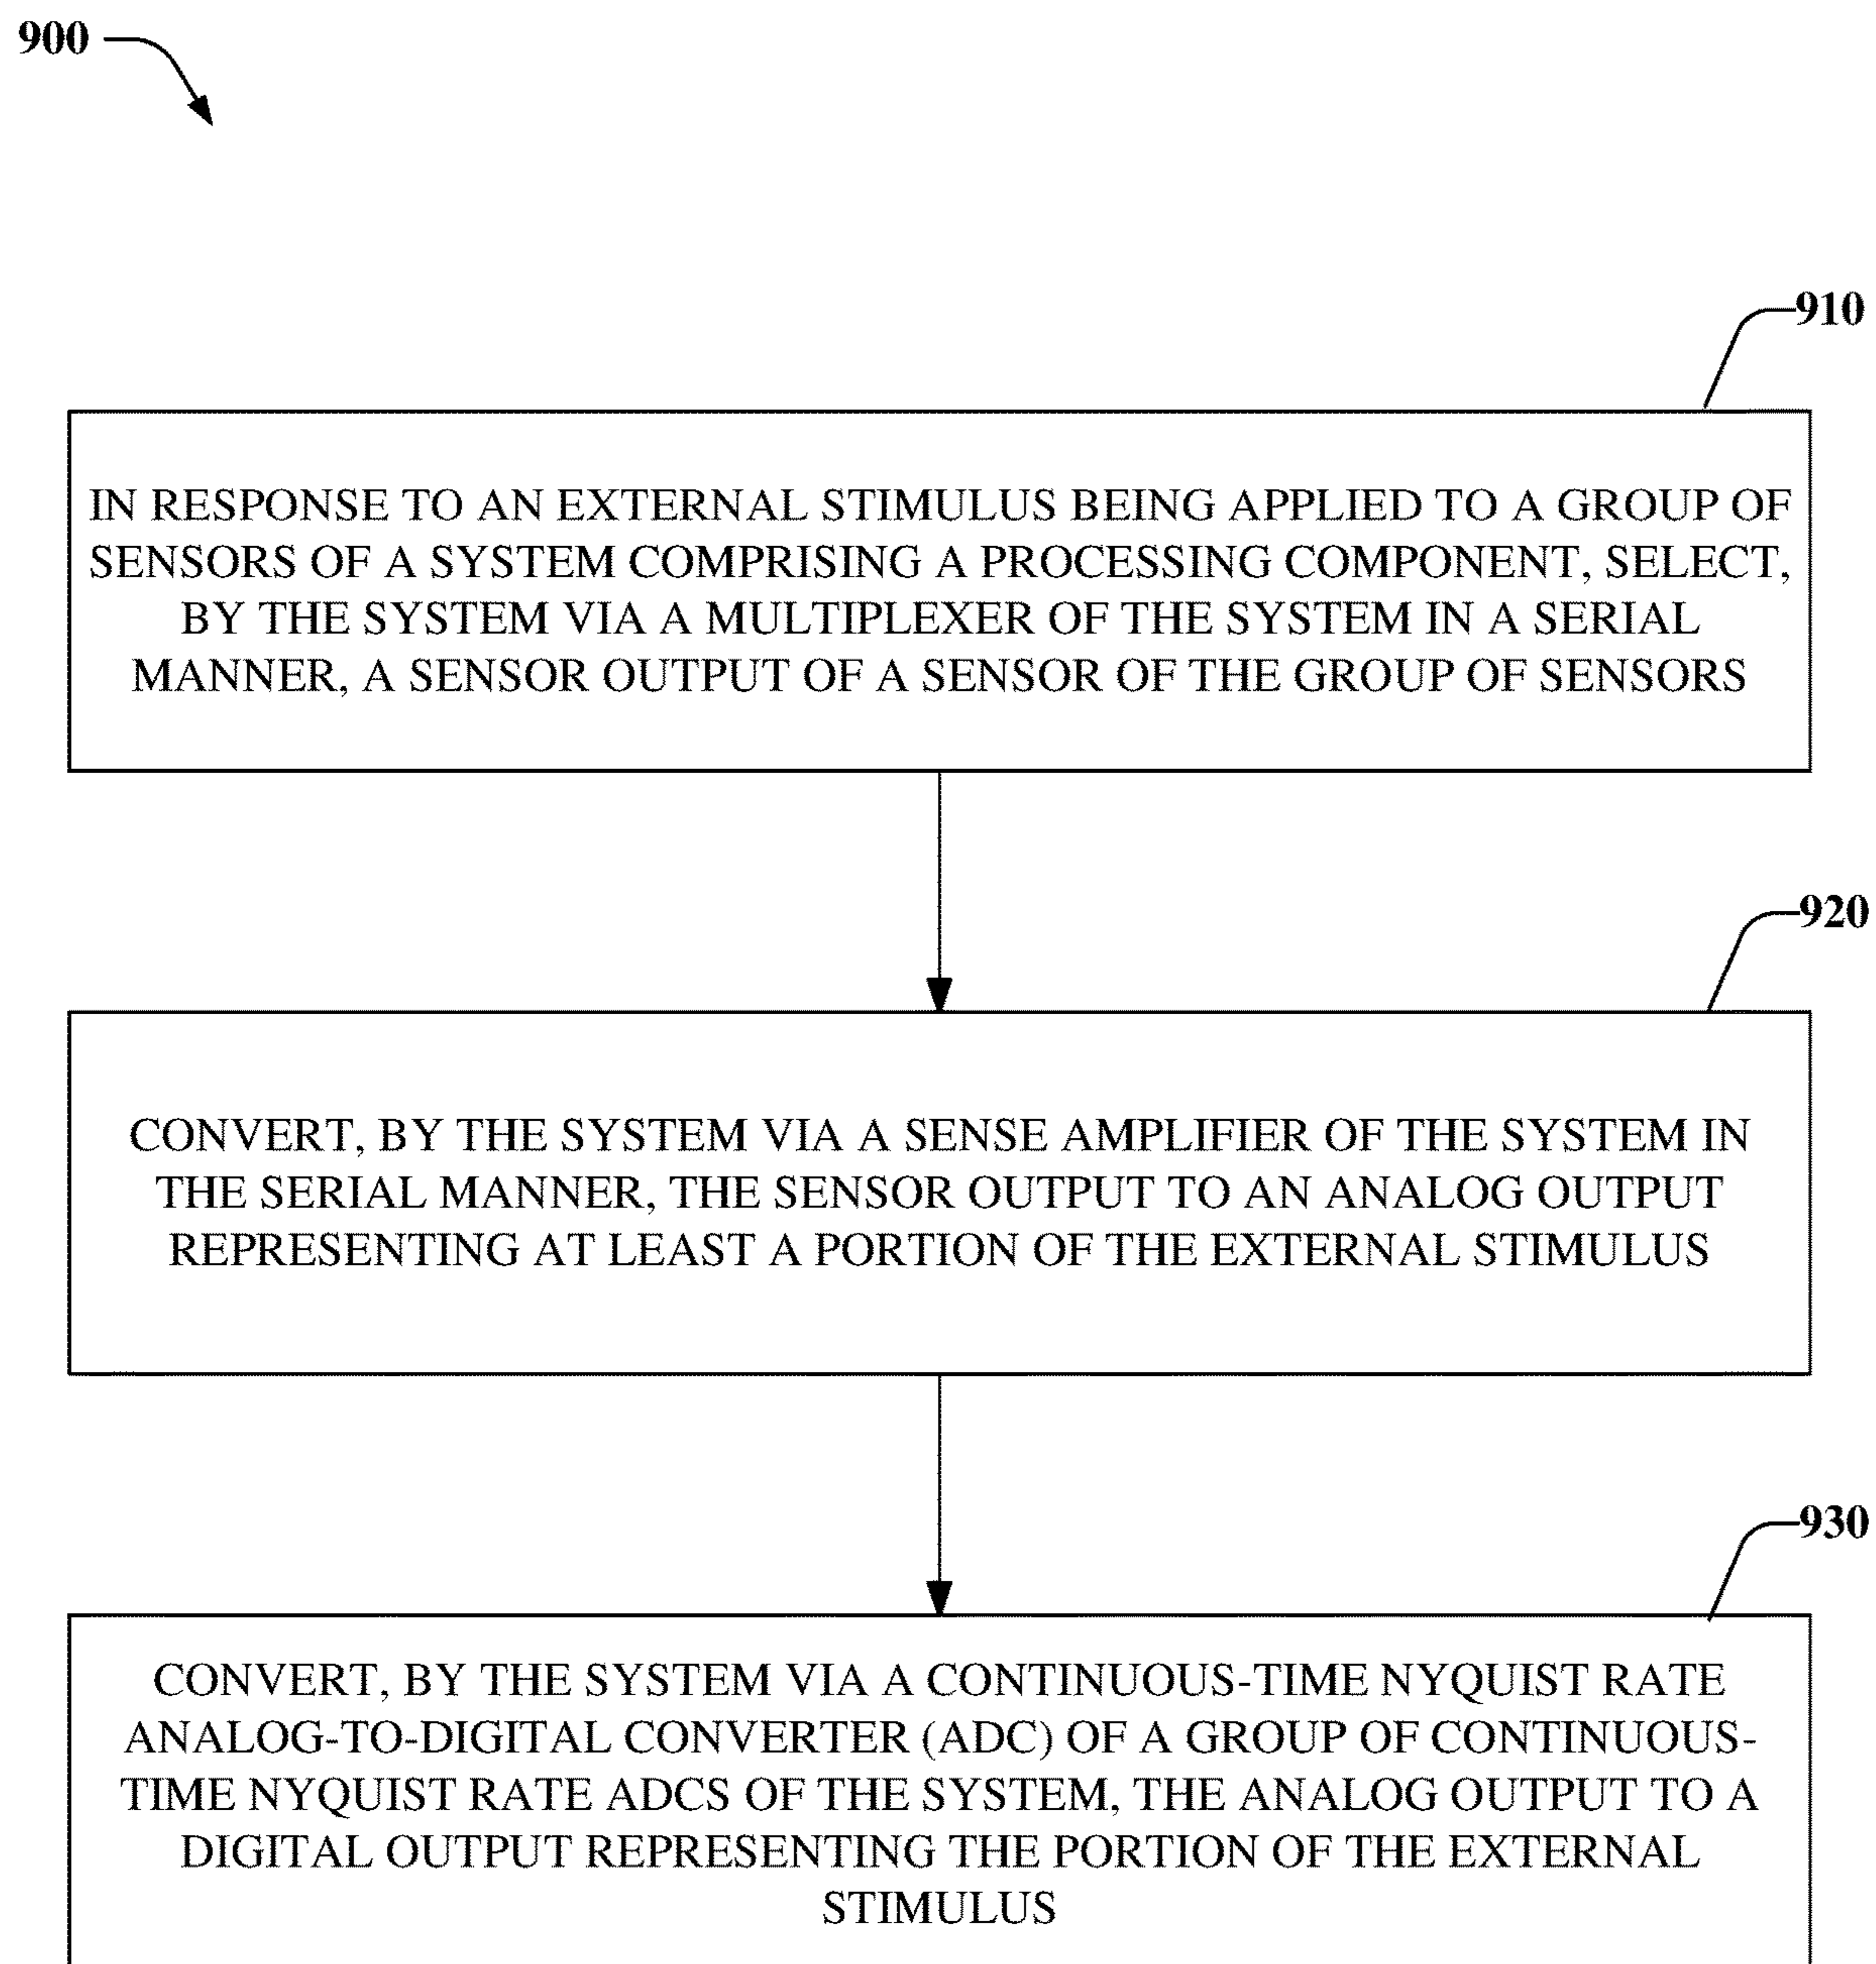 900
910
IN RESPONSE TO AN EXTERNAL STIMULUS BEING APPLIED TO A GROUP OF
SENSORS OF A SYSTEM COMPRISING A PROCESSING COMPONENT, SELECT,
BY THE SYSTEM VIA A MULTIPLEXER OF THE SYSTEM IN A SERIAL
MANNER, A SENSOR OUTPUT OF A SENSOR OF THE GROUP OF SENSORS
920
CONVERT, BY THE SYSTEM VIA A SENSE AMPLIFIER OF THE SYSTEM IN
THE SERIAL MANNER, THE SENSOR OUTPUT TO AN ANALOG OUTPUT
REPRESENTING AT LEAST A PORTION OF THE EXTERNAL STIMULUS
930
CONVERT, BY THE SYSTEM VIA A CONTINUOUS-TIME NYQUIST RATE
ANALOG-TO-DIGITAL CONVERTER (ADC) OF A GROUP OF CONTINUOUS-
TIME NYQUIST RATE ADCS OF THE SYSTEM, THE ANALOG OUTPUT TO A
DIGITAL OUTPUT REPRESENTING THE PORTION OF THE EXTERNAL
STIMULUS